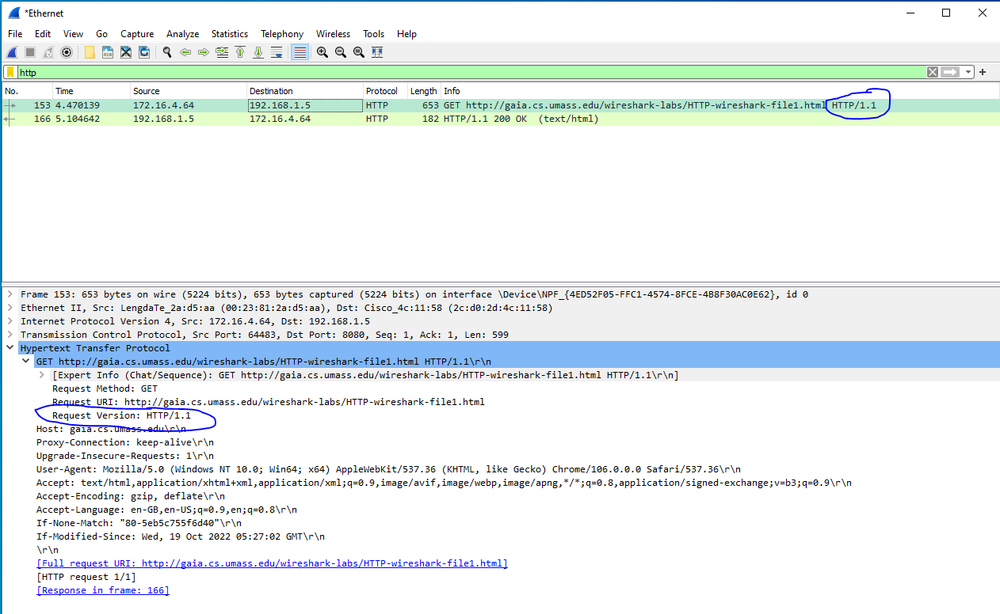 *Ethernet
File Edit View Go Capture Analyze Statistics Telephony Wireless Tools Help
http
No. Time Source Destination Protocol Length Info
153 4.470139 172.16.4.64 192.168.1.5 HTTP 653 GET http://gaia.cs.umass.edu/wireshark-labs/HTTP-wireshark-file1.html HTTP/1.1
166 5.104642 192.168.1.5 172.16.4.64 HTTP 182 HTTP/1.1 200 OK (text/html)
Frame 153: 653 bytes on wire (5224 bits), 653 bytes captured (5224 bits) on interface \Device\NPF_{4ED52F05-FFC1-4574-8FCE-4B8F30AC0E62}, id 0
Ethernet II, Src: LengdaTe_2a:d5:aa (00:23:81:2a:d5:aa), Dst: Cisco_4c:11:58 (2c:d0:2d:4c:11:58)
Internet Protocol Version 4, Src: 172.16.4.64, Dst: 192.168.1.5
Transmission Control Protocol, Src Port: 64483, Dst Port: 8080, Seq: 1, Ack: 1, Len: 599
Hypertext Transfer Protocol
GET http://gaia.cs.umass.edu/wireshark-labs/HTTP-wireshark-file1.html HTTP/1.1\r\n
[Expert Info (Chat/Sequence): GET http://gaia.cs.umass.edu/wireshark-labs/HTTP-wireshark-file1.html HTTP/1.1\r\n]
Request Method: GET
Request URI: http://gaia.cs.umass.edu/wireshark-labs/HTTP-wireshark-file1.html
Request Version: HTTP/1.1
Host: gaia.cs.umass.edu\r\n
Proxy-Connection: keep-alive\r\n
Upgrade-Insecure-Requests: 1\r\n
User-Agent: Mozilla/5.0 (Windows NT 10.0; Win64; x64) AppleWebKit/537.36 (KHTML, like Gecko) Chrome/106.0.0.0 Safari/537.36\r\n
Accept: text/html,application/xhtml+xml,application/xml;q=0.9,image/avif,image/webp,image/apng,*/*;q=0.8,application/signed-exchange;v=b3;q=0.9\r\n
Accept-Encoding: gzip, deflate\r\n
Accept-Language: en-GB,en-US;q=0.9,en;q=0.8\r\n
If-None-Match: "80-5eb5c755f6d40"\r\n
If-Modified-Since: Wed, 19 Oct 2022 05:27:02 GMT\r\n
\r\n
[Full request URI: http://gaia.cs.umass.edu/wireshark-labs/HTTP-wireshark-file1.html]
[HTTP request 1/1]
[Response in frame: 166]